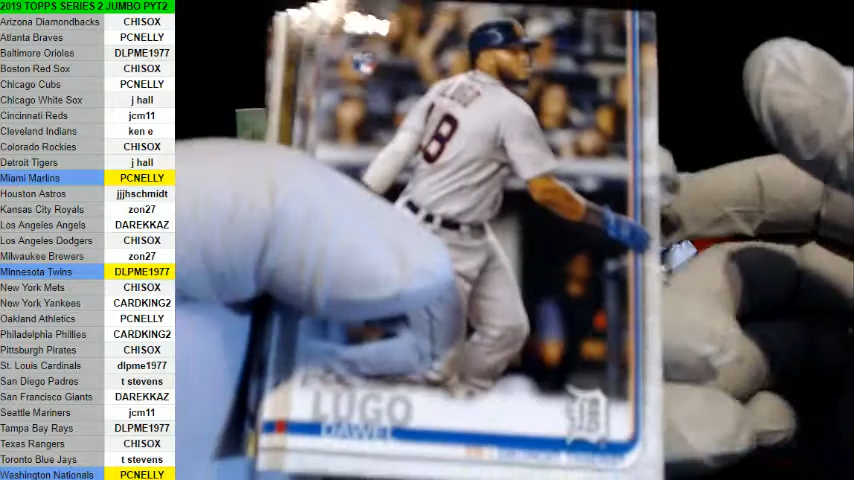 2019 TOPPS SERIES 2 JUMBO PYT2
Arizona Diamondbacks CHISOX
Atlanta Braves PCNELLY
Baltimore Orioles DLPME1977
Boston Red Sox CHISOX
Chicago Cubs PCNELLY
Chicago White Sox j hall
Cincinnati Reds jcm11
Cleveland Indians ken e
Colorado Rockies CHISOX
Detroit Tigers j hall
Miami Marlins PCNELLY
Houston Astros jjjhschmidt
Kansas City Royals zon27
Los Angeles Angels DAREKKAZ
Los Angeles Dodgers CHISOX
Milwaukee Brewers zon27
Minnesota Twins DLPME1977
New York Mets CHISOX
New York Yankees CARDKING2
Oakland Athletics PCNELLY
Philadelphia Phillies CARDKING2
Pittsburgh Pirates CHISOX
St. Louis Cardinals dlpme1977
San Diego Padres t stevens
San Francisco Giants DAREKKAZ
Seattle Mariners jcm11
Tampa Bay Rays DLPME1977
Texas Rangers CHISOX
Toronto Blue Jays t stevens
Washington Nationals PCNELLY
18
LUGO
DAWEL